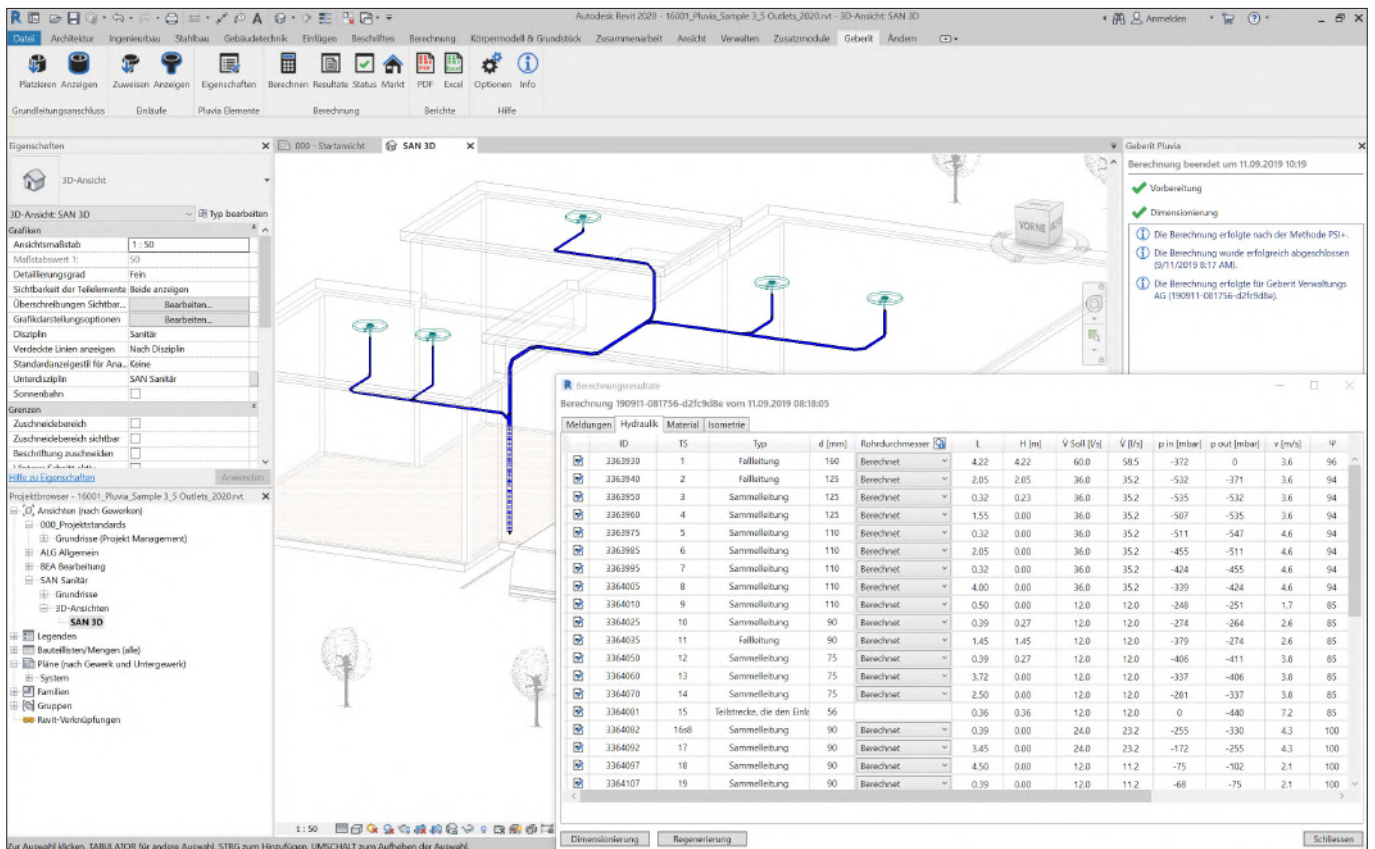 Autodesk Revit 2020 - 16001_Pluvia_Sample 3_5 Outlets_2020.rvt - 3D-Ansicht: SAN 3D
Anmelden
Datei Architektur Ingenieurbau Stahlbau Gebäudetechnik Einfügen Beschriften Berechnung Körpermodell & Grundstück Zusammenarbeit Ansicht Verwalten Zusatzmodule Geberit Ändern
Platzieren Anzeigen Zuweisen Anzeigen Eigenschaften Berechnen Resultate Status Markt PDF Excel Optionen Info
Grundleitungsanschluss Einläufe Pluvia Elemente Berechnung Berichte Hilfe
Eigenschaften
3D-Ansicht
3D-Ansicht: SAN 3D Typ bearbeiten
Grafiken
Ansichtsmaßstab 1 : 50
Maßstabswert 1: 50
Detaillierungsgrad Fein
Sichtbarkeit der Teilelemente Beide anzeigen
Überschreibungen Sichtbar... Bearbeiten...
Grafikdarstellungsoptionen Bearbeiten...
Disziplin Sanitär
Verdeckte Linien anzeigen Nach Disziplin
Standardanzeigestil für Ana... Keine
Unterdisziplin SAN Sanitär
Sonnenbahn
Grenzen
Zuschneidebereich
Zuschneidebereich sichtbar
Beschriftung zuschneiden
Hilfe zu Eigenschaften Anwenden
Projektbrowser - 16001_Pluvia_Sample 3_5 Outlets_2020.rvt
Ansichten (nach Gewerken)
000_Projektstandards
Grundrisse (Projekt Management)
ALG Allgemein
BEA Bearbeitung
SAN Sanitär
Grundrisse
3D-Ansichten
SAN 3D
Legenden
Bauteillisten/Mengen (alle)
Pläne (nach Gewerk und Untergewerk)
System
Familien
Gruppen
Revit-Verknüpfungen
000 - Startansicht SAN 3D
VORNE
1 : 50
Geberit Pluvia
Berechnung beendet um 11.09.2019 10:19
Vorbereitung
Dimensionierung
Die Berechnung erfolgte nach der Methode PSI+.
Die Berechnung wurde erfolgreich abgeschlossen
(9/11/2019 8:17 AM).
Die Berechnung erfolgte für Geberit Verwaltungs
AG (190911-081756-d2fc9d8e).
Berechnungsresultate
Berechnung 190911-081756-d2fc9d8e vom 11.09.2019 08:18:05
Meldungen Hydraulik Material Isometrie
ID TS Typ d [mm] Rohrdurchmesser L H [m] V̇ Soll [l/s] V̇ [l/s] p in [mbar] p out [mbar] v [m/s] Ψ
3363930 1 Fallleitung 160 Berechnet 4.22 4.22 60.0 58.5 -372 0 3.6 96
3363940 2 Fallleitung 125 Berechnet 2.05 2.05 36.0 35.2 -532 -371 3.6 94
3363950 3 Sammelleitung 125 Berechnet 0.32 0.23 36.0 35.2 -535 -532 3.6 94
3363960 4 Sammelleitung 125 Berechnet 1.55 0.00 36.0 35.2 -507 -535 3.6 94
3363975 5 Sammelleitung 110 Berechnet 0.32 0.00 36.0 35.2 -511 -547 4.6 94
3363985 6 Sammelleitung 110 Berechnet 2.05 0.00 36.0 35.2 -455 -511 4.6 94
3363995 7 Sammelleitung 110 Berechnet 0.32 0.00 36.0 35.2 -424 -455 4.6 94
3364005 8 Sammelleitung 110 Berechnet 4.00 0.00 36.0 35.2 -339 -424 4.6 94
3364010 9 Sammelleitung 110 Berechnet 0.50 0.00 12.0 12.0 -248 -251 1.7 85
3364025 10 Sammelleitung 90 Berechnet 0.39 0.27 12.0 12.0 -274 -264 2.6 85
3364035 11 Fallleitung 90 Berechnet 1.45 1.45 12.0 12.0 -379 -274 2.6 85
3364050 12 Sammelleitung 75 Berechnet 0.39 0.27 12.0 12.0 -406 -411 3.8 85
3364060 13 Sammelleitung 75 Berechnet 3.72 0.00 12.0 12.0 -337 -406 3.8 85
3364070 14 Sammelleitung 75 Berechnet 2.50 0.00 12.0 12.0 -281 -337 3.8 85
3364081 15 Teilstrecke, die den Einla 56 0.36 0.36 12.0 12.0 0 -440 7.2 85
3364082 16s8 Sammelleitung 90 Berechnet 0.39 0.00 24.0 23.2 -255 -330 4.3 100
3364092 17 Sammelleitung 90 Berechnet 3.45 0.00 24.0 23.2 -172 -255 4.3 100
3364097 18 Sammelleitung 90 Berechnet 4.50 0.00 12.0 11.2 -75 -102 2.1 100
3364107 19 Sammelleitung 90 Berechnet 0.39 0.00 12.0 11.2 -68 -75 2.1 100
Dimensionierung Regenerierung Schliessen
Zur Auswahl klicken, TABULATOR für andere Auswahl, STRG zum Hinzufügen, UMSCHALT zum Aufheben der Auswahl.